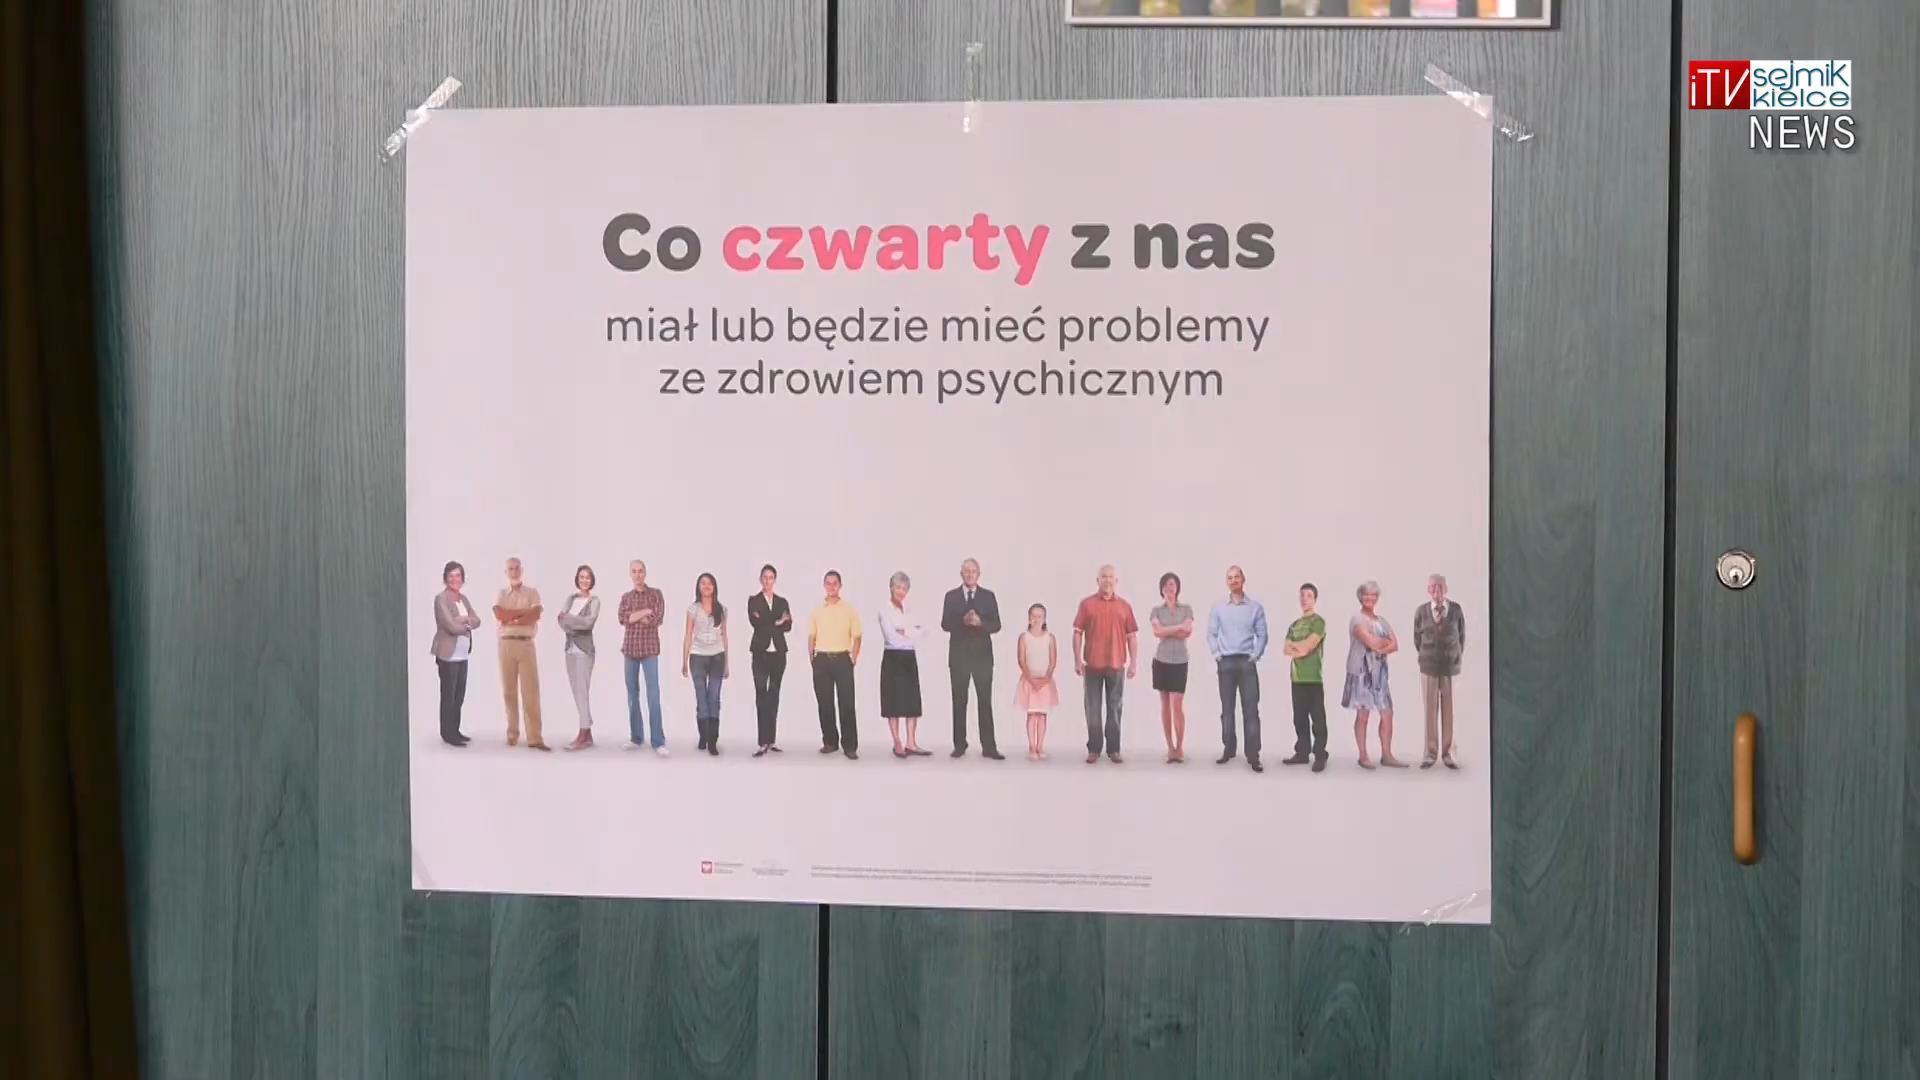 iTV sejmik
kielce
NEWS
Co czwarty z nas
miał lub będzie mieć problemy
ze zdrowiem psychicznym